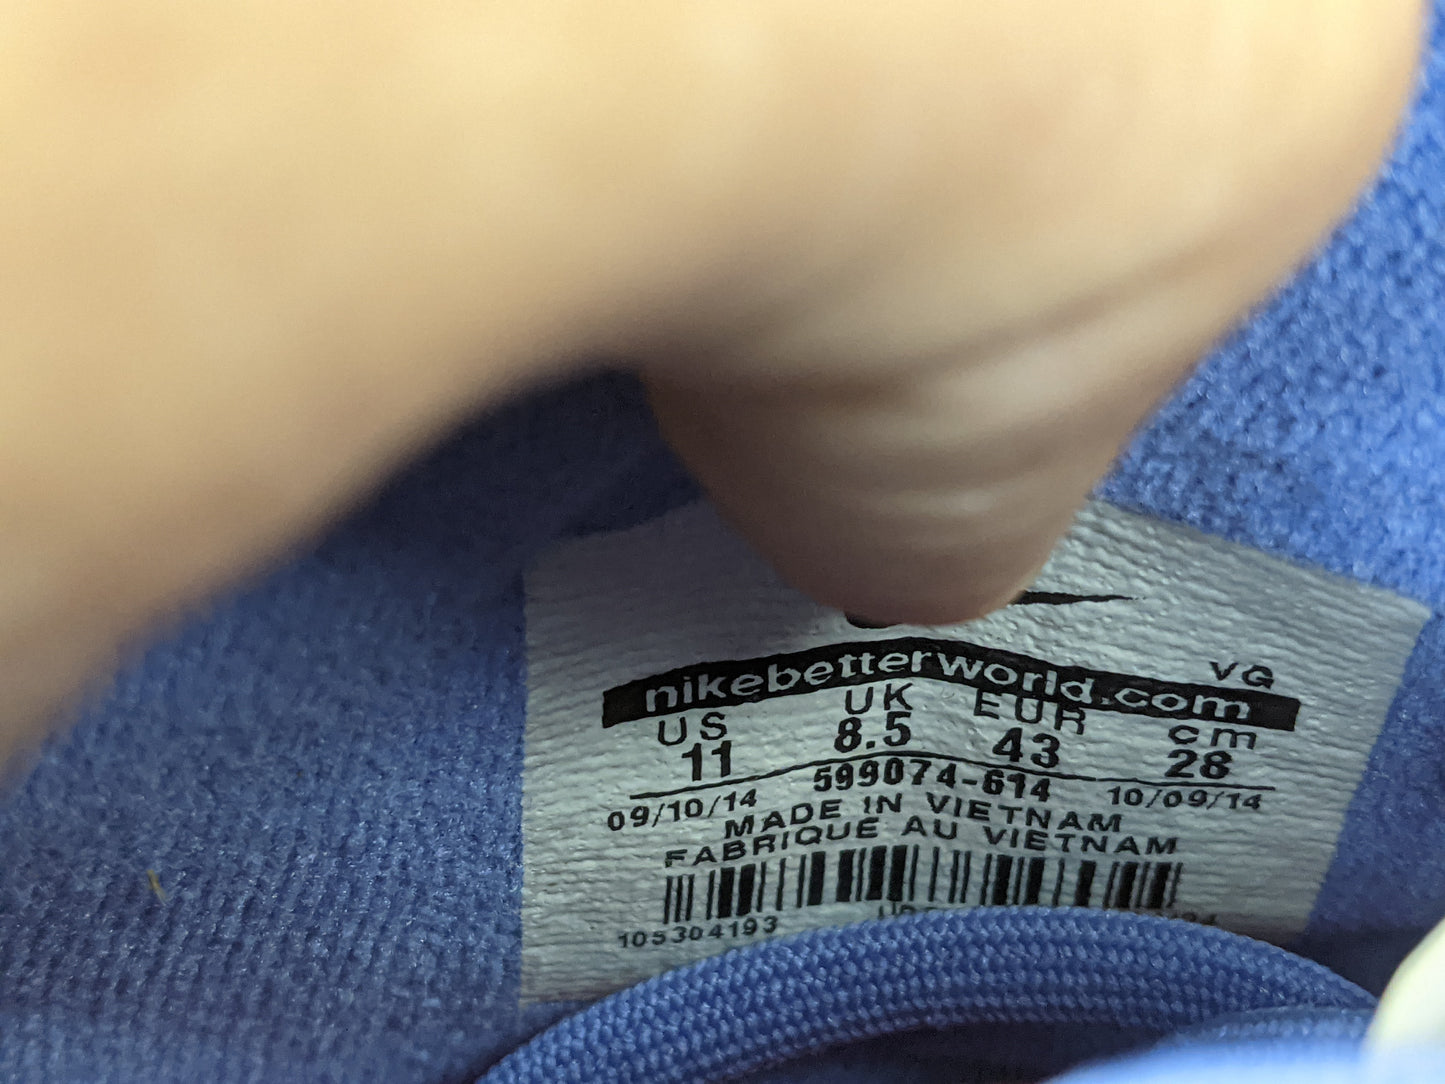 VG
nikebetterworld.com
US UK EUR cm
11 8.5 43 28
599074-614
09/10/14 10/09/14
MADE IN VIETNAM
FABRIQUE AU VIETNAM
105304193